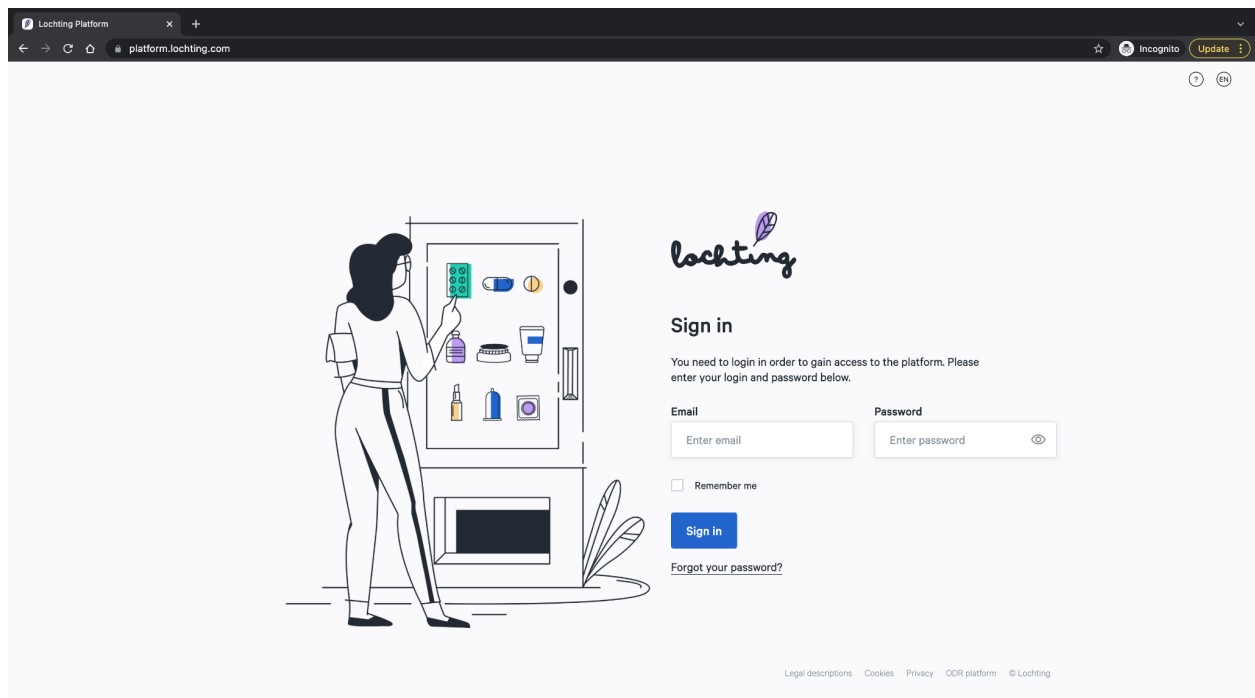 Lochting Platform
platform.lochting.com
Incognito
Update
?
EN
lochting
Sign in
You need to login in order to gain access to the platform. Please
enter your login and password below.
Email
Password
Enter email
Enter password
Remember me
Sign in
Forgot your password?
Legal descriptions Cookies Privacy ODR platform © Lochting